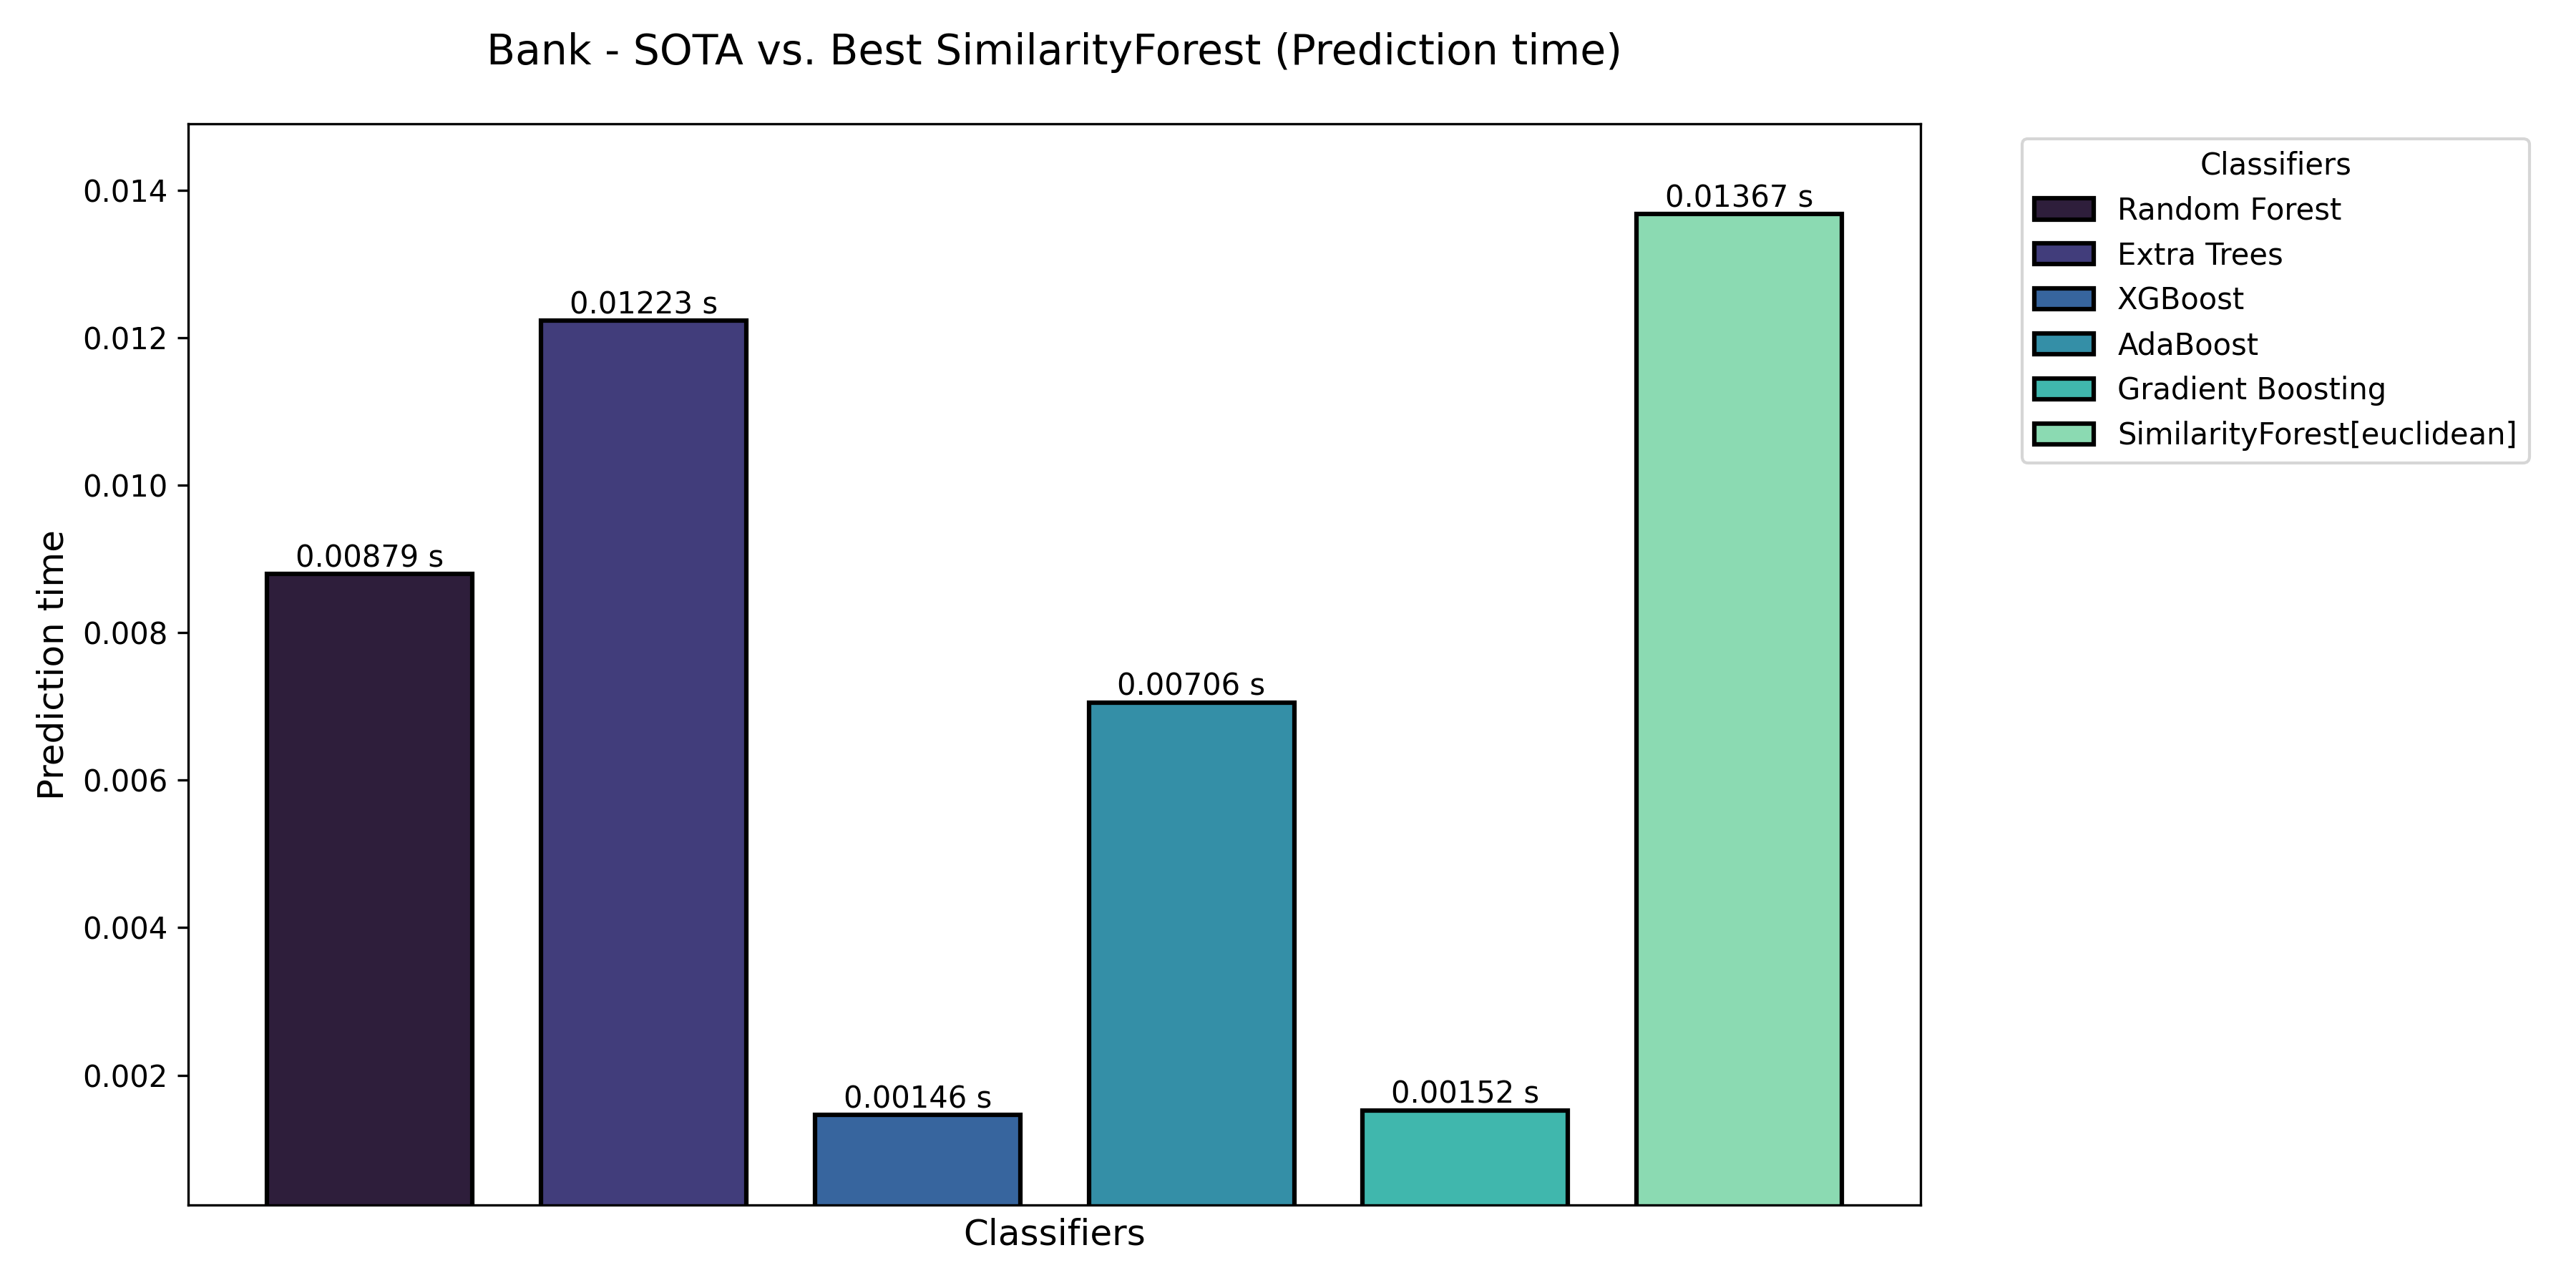 Bank - SOTA vs. Best SimilarityForest (Prediction time)
Prediction time
0.014
0.012
0.010
0.008
0.006
0.004
0.002
0.00879 s
0.01223 s
0.00146 s
0.00706 s
0.00152 s
0.01367 s
Classifiers
Classifiers
Random Forest
Extra Trees
XGBoost
AdaBoost
Gradient Boosting
SimilarityForest[euclidean]